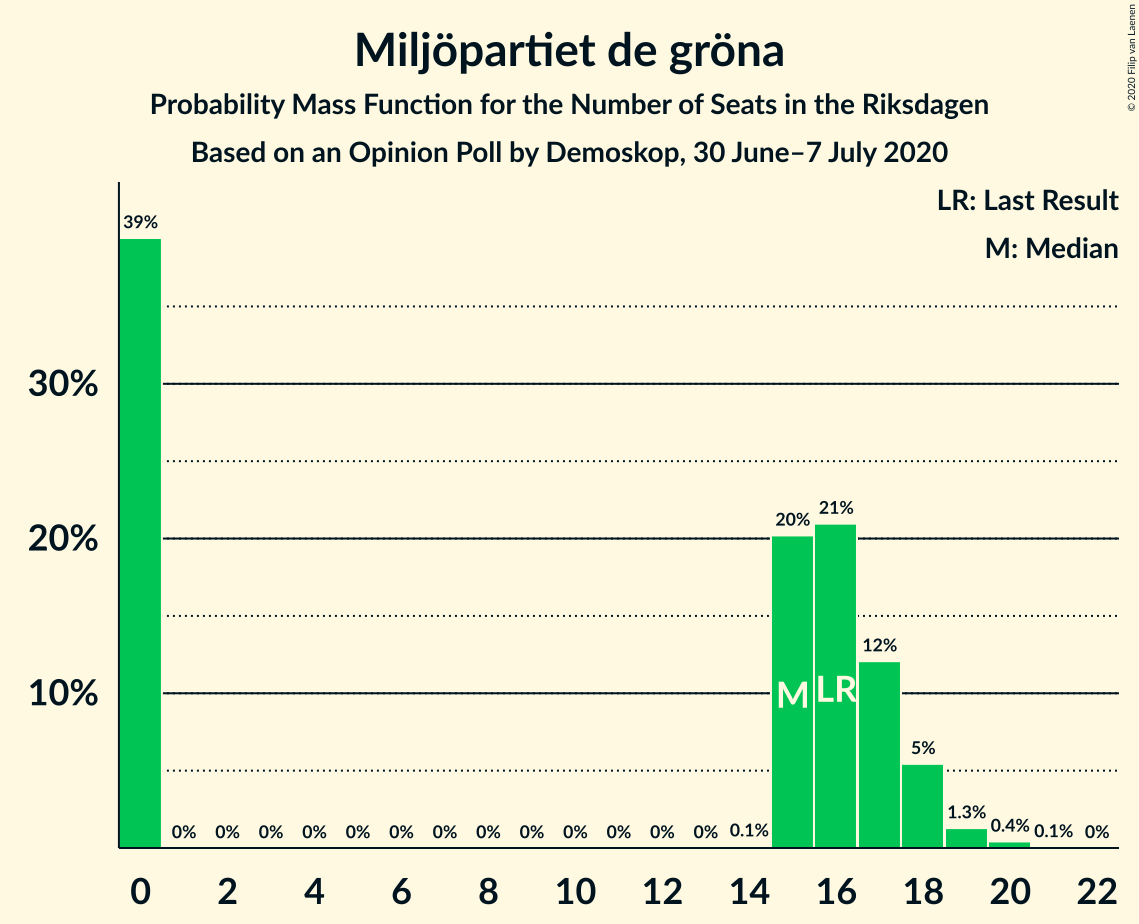 Miljöpartiet de gröna
Probability Mass Function for the Number of Seats in the Riksdagen
Based on an Opinion Poll by Demoskop, 30 June–7 July 2020
© 2020 Filip van Laenen
LR: Last Result
M: Median
39%
30%
20%
10%
0% 0% 0% 0% 0% 0% 0% 0% 0% 0% 0% 0% 0% 0.1% 20% 21% 12% 5% 1.3% 0.4% 0.1% 0%
M LR
0 2 4 6 8 10 12 14 16 18 20 22